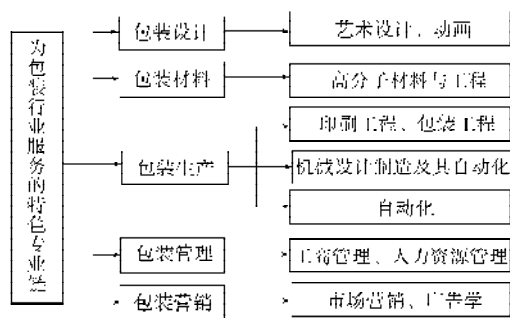 为包装行业服务的特色专业链
包装设计
艺术设计、动画
包装材料
高分子材料与工程
包装生产
印刷工程、包装工程
机械设计制造及其自动化
自动化
包装管理
工商管理、人力资源管理
包装营销
市场营销、广告学